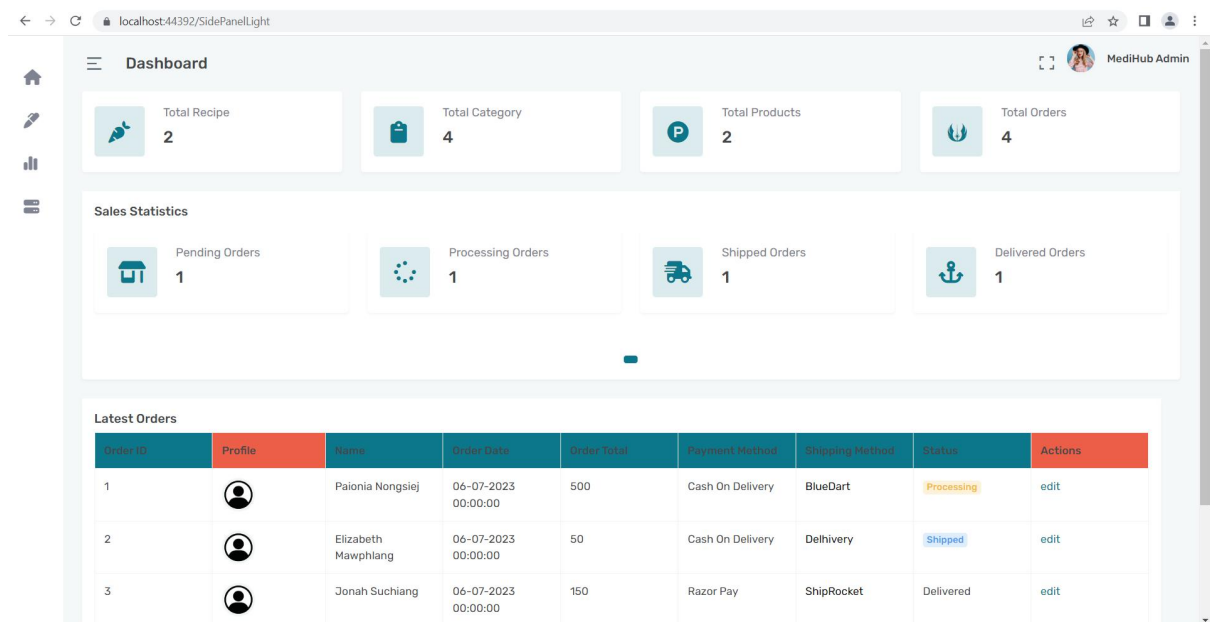 localhost:44392/SidePanelLight
Dashboard
MediHub Admin
Total Recipe
2
Total Category
4
P
Total Products
2
Total Orders
4
Sales Statistics
Pending Orders
1
Processing Orders
1
Shipped Orders
1
Delivered Orders
1
Latest Orders
Order ID Profile Name Order Date Order Total Payment Method Shipping Method Status Actions
1 Paionia Nongsiej 06-07-2023 500 Cash On Delivery BlueDart Processing edit
00:00:00
2 Elizabeth 06-07-2023 50 Cash On Delivery Delhivery Shipped edit
Mawphlang 00:00:00
3 Jonah Suchiang 06-07-2023 150 Razor Pay ShipRocket Delivered edit
00:00:00